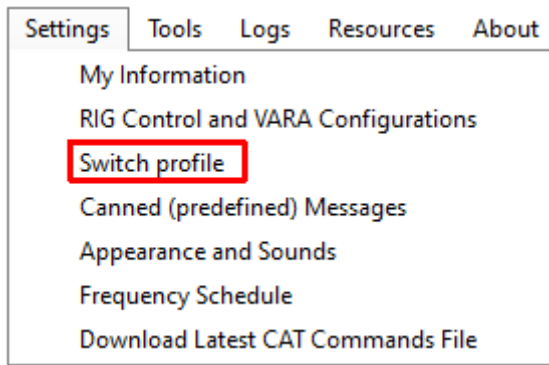 Settings Tools Logs Resources About
My Information
RIG Control and VARA Configurations
Switch profile
Canned (predefined) Messages
Appearance and Sounds
Frequency Schedule
Download Latest CAT Commands File